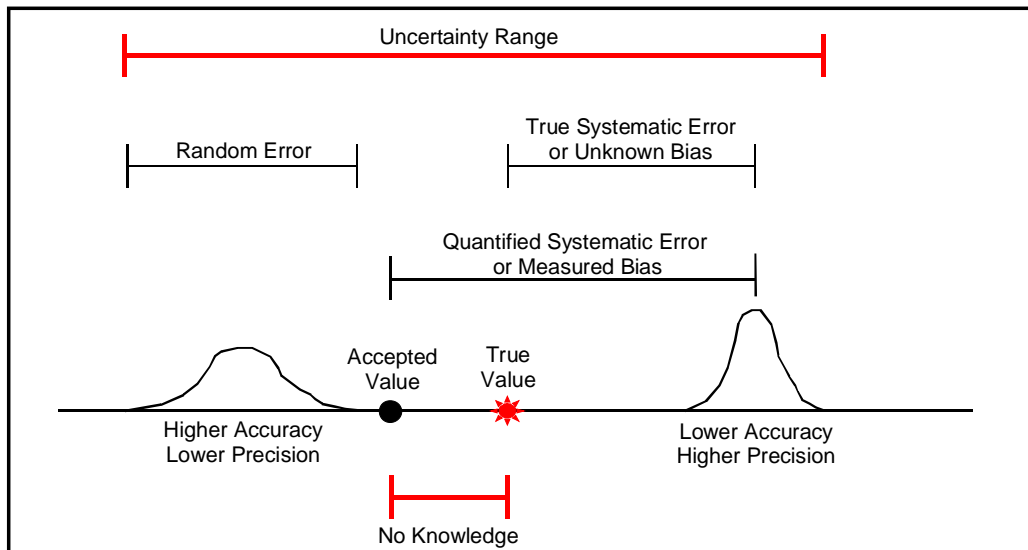 Uncertainty Range
Random Error
True Systematic Error
or Unknown Bias
Quantified Systematic Error
or Measured Bias
Accepted
Value
True
Value
Higher Accuracy
Lower Precision
Lower Accuracy
Higher Precision
No Knowledge